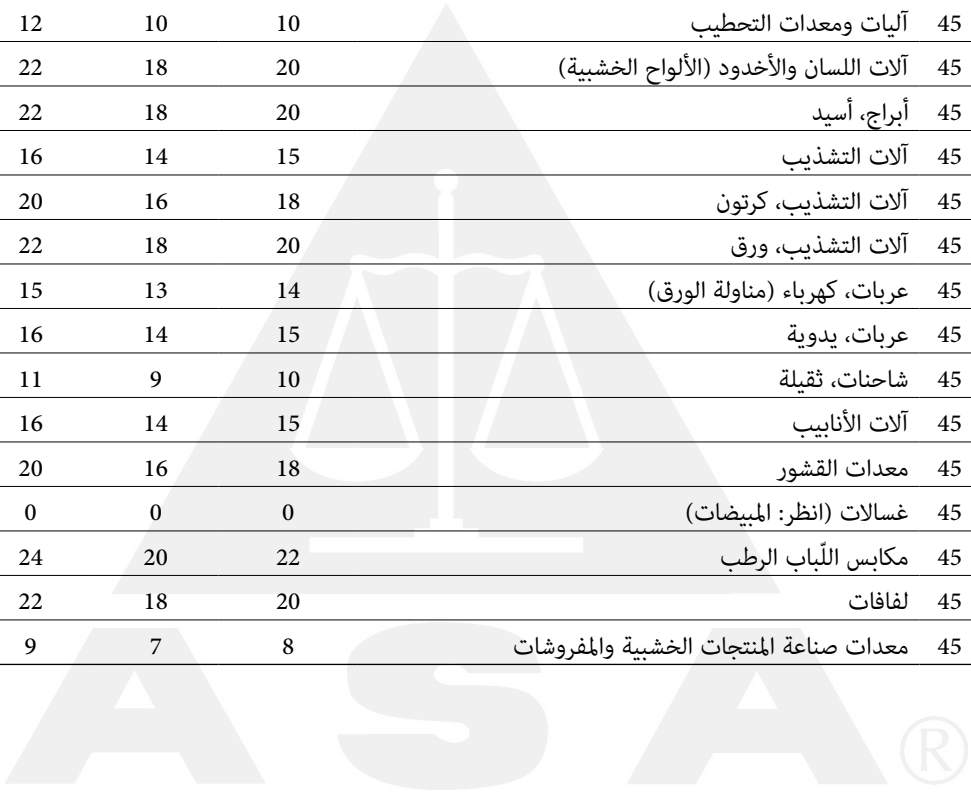 45 آليات ومعدات التحطيب 10 10 12
45 آلات اللسان والأخدود (الألواح الخشبية) 20 18 22
45 أبراج، أسيد 20 18 22
45 آلات التشذيب 15 14 16
45 آلات التشذيب، كرتون 18 16 20
45 آلات التشذيب، ورق 20 18 22
45 عربات، كهرباء (مناولة الورق) 14 13 15
45 عربات، يدوية 15 14 16
45 شاحنات، ثقيلة 10 9 11
45 آلات الأنابيب 15 14 16
45 معدات القشور 18 16 20
45 غسالات (انظر: المبيضات) 0 0 0
45 مكابس اللّباب الرطب 22 20 24
45 لفافات 20 18 22
45 معدات صناعة المنتجات الخشبية والمفروشات 8 7 9
ASA®